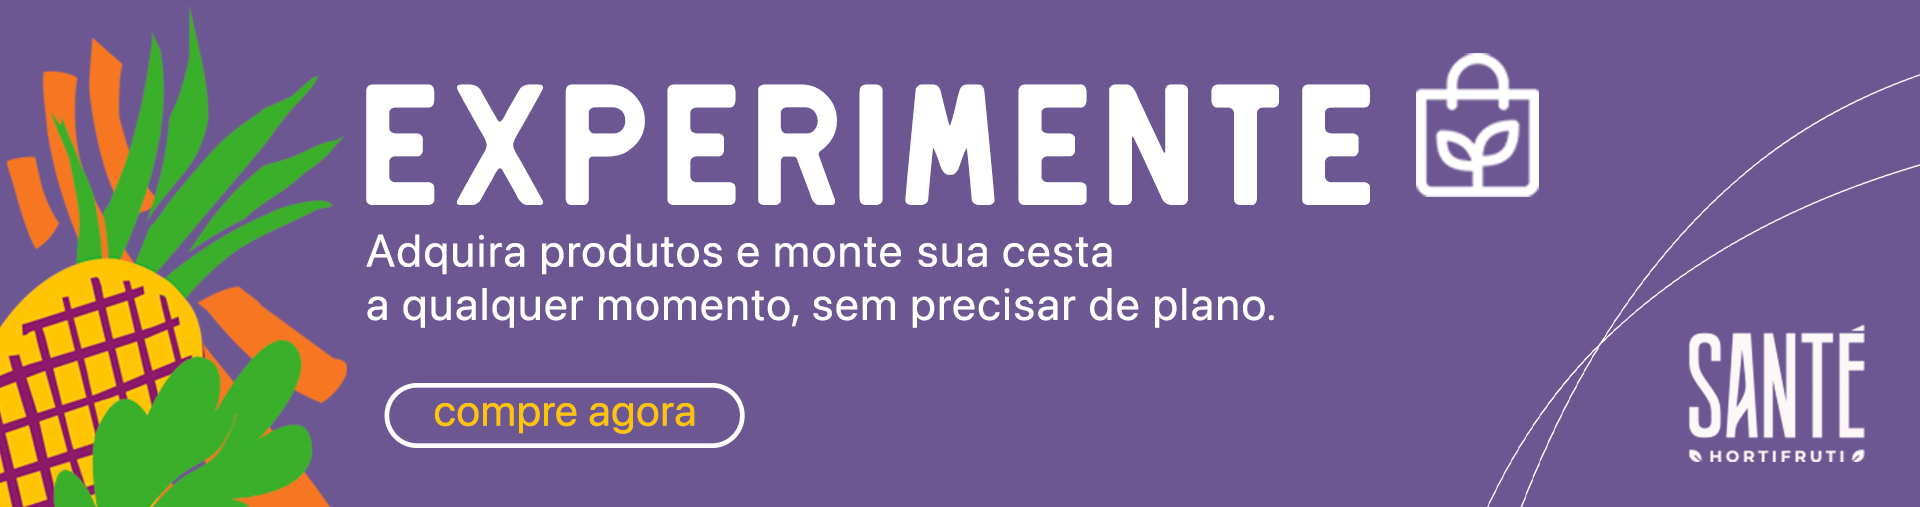 EXPERIMENTE
Adquira produtos e monte sua cesta
a qualquer momento, sem precisar de plano.
compre agora
SANTÉ
HORTIFRUTI